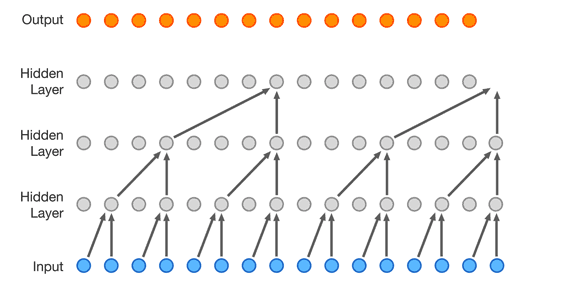 Output
Hidden
Layer
Hidden
Layer
Hidden
Layer
Input